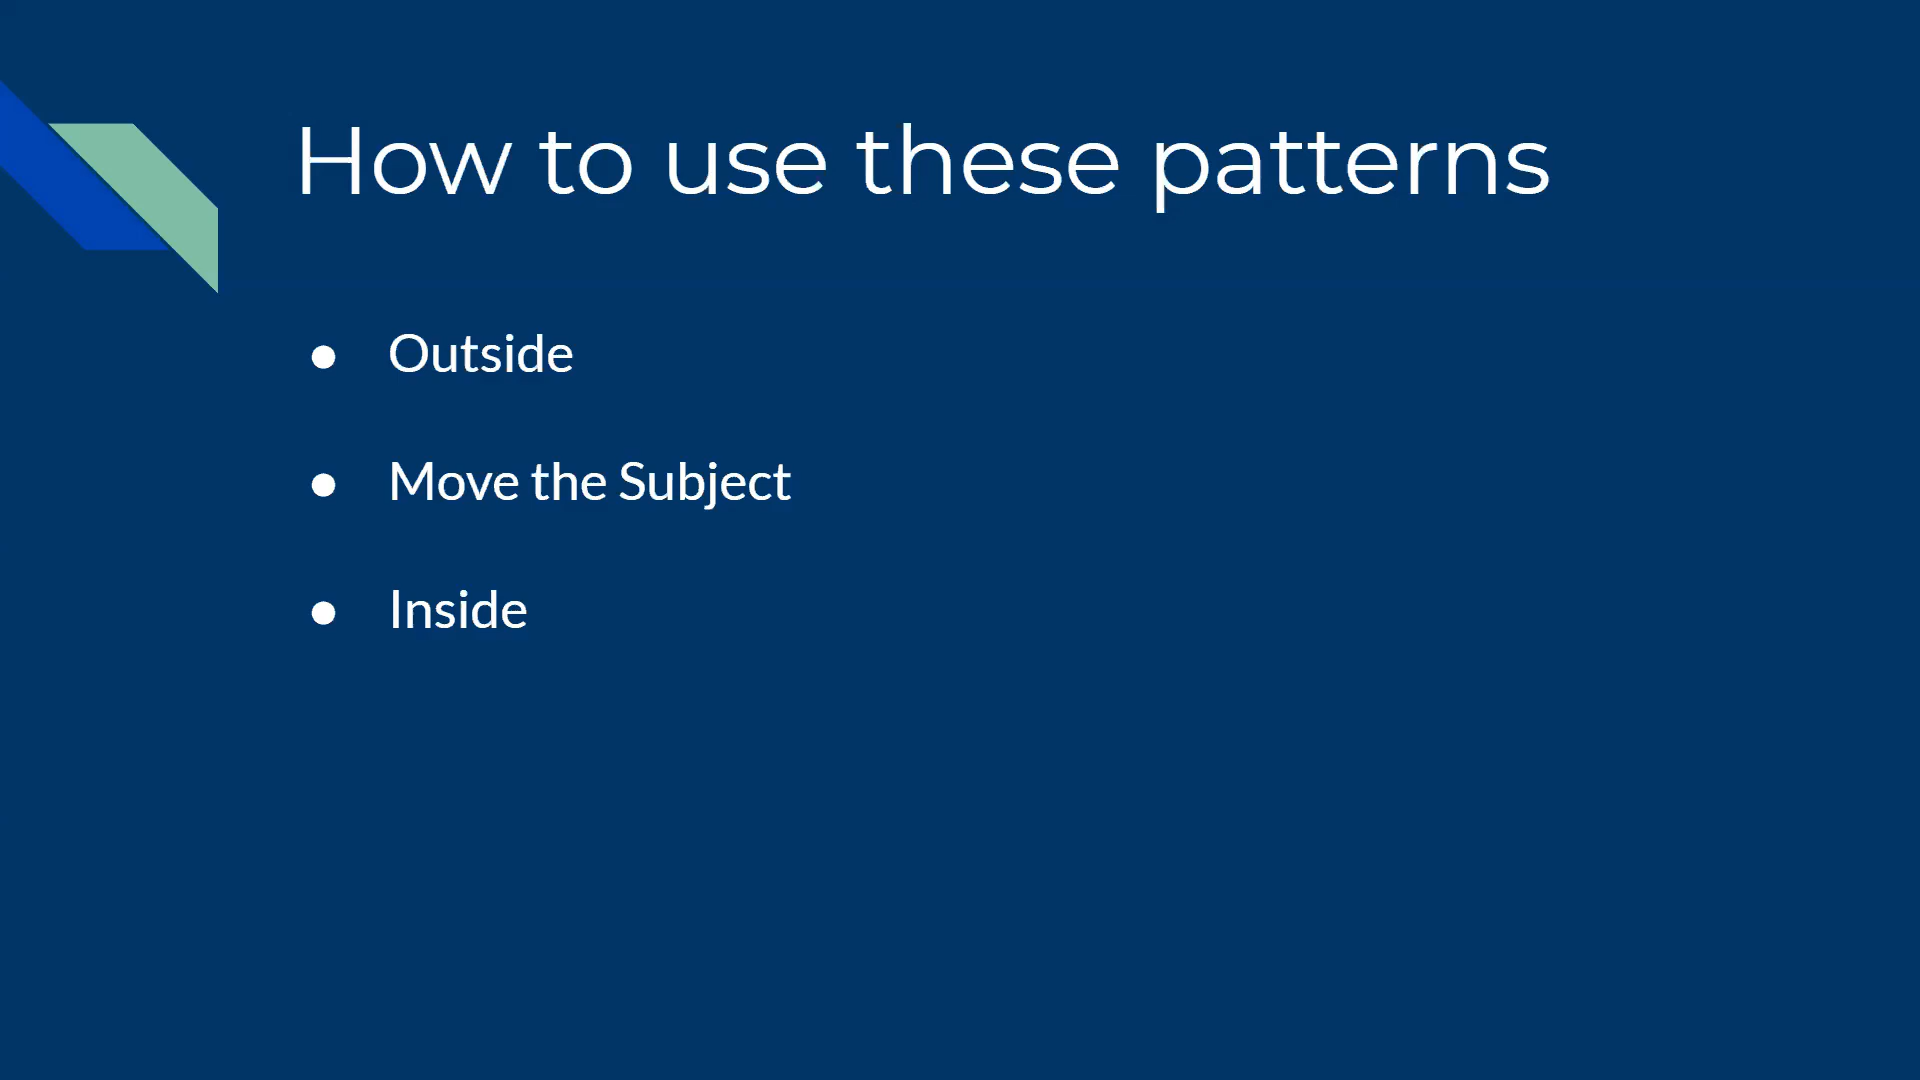 How to use these patterns
● Outside
● Move the Subject
● Inside